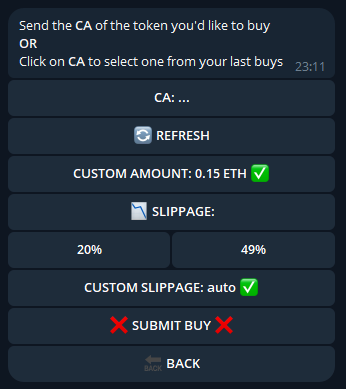 Send the CA of the token you'd like to buy
OR
Click on CA to select one from your last buys
23:11
CA: ...
REFRESH
CUSTOM AMOUNT: 0.15 ETH ✅
SLIPPAGE:
20%
49%
CUSTOM SLIPPAGE: auto ✅
❌ SUBMIT BUY ❌
BACK BACK